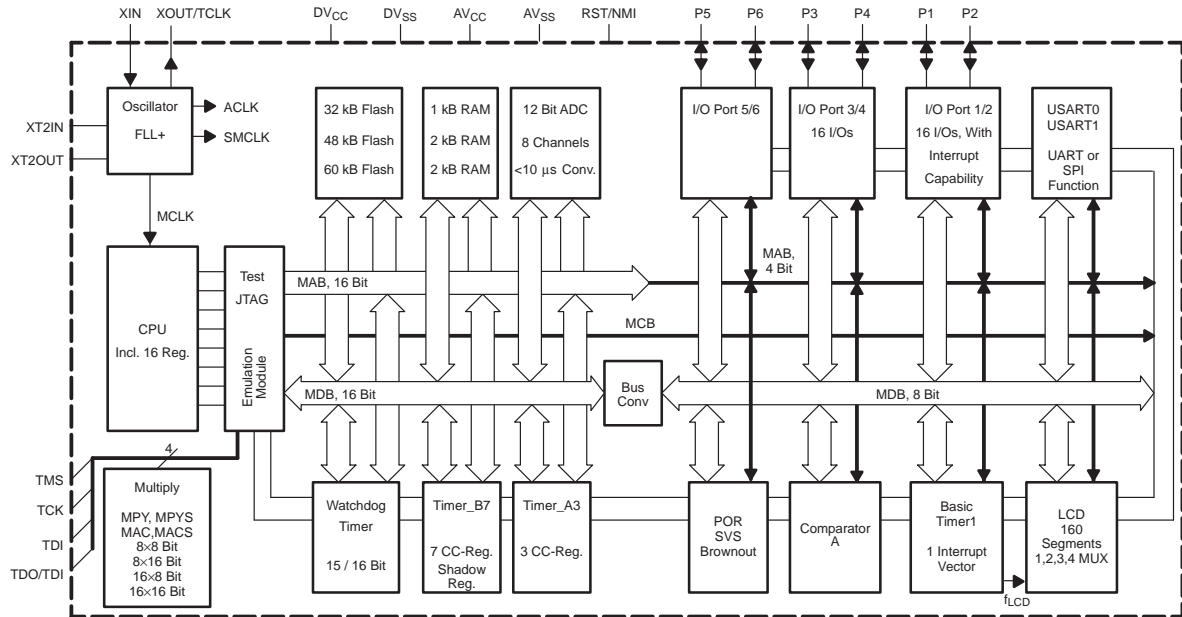 XIN XOUT/TCLK DVCC DVSS AVCC AVSS RST/NMI P5 P6 P3 P4 P1 P2
Oscillator
FLL+
ACLK
SMCLK
XT2IN
XT2OUT
MCLK
32 kB Flash
48 kB Flash
60 kB Flash
1 kB RAM
2 kB RAM
2 kB RAM
12 Bit ADC
8 Channels
<10 μs Conv.
I/O Port 5/6
I/O Port 3/4
16 I/Os
I/O Port 1/2
16 I/Os, With
Interrupt
Capability
USART0
USART1
UART or
SPI
Function
CPU
Incl. 16 Reg.
Test
JTAG
Emulation
Module
MAB, 16 Bit
MAB,
4 Bit
MCB
MDB, 16 Bit
Bus
Conv
MDB, 8 Bit
4
TMS
TCK
TDI
TDO/TDI
Multiply
MPY, MPYS
MAC,MACS
8×8 Bit
8×16 Bit
16×8 Bit
16×16 Bit
Watchdog
Timer
15 / 16 Bit
Timer_B7
7 CC-Reg.
Shadow
Reg.
Timer_A3
3 CC-Reg.
POR
SVS
Brownout
Comparator
A
Basic
Timer1
1 Interrupt
Vector
fLCD
LCD
160
Segments
1,2,3,4 MUX